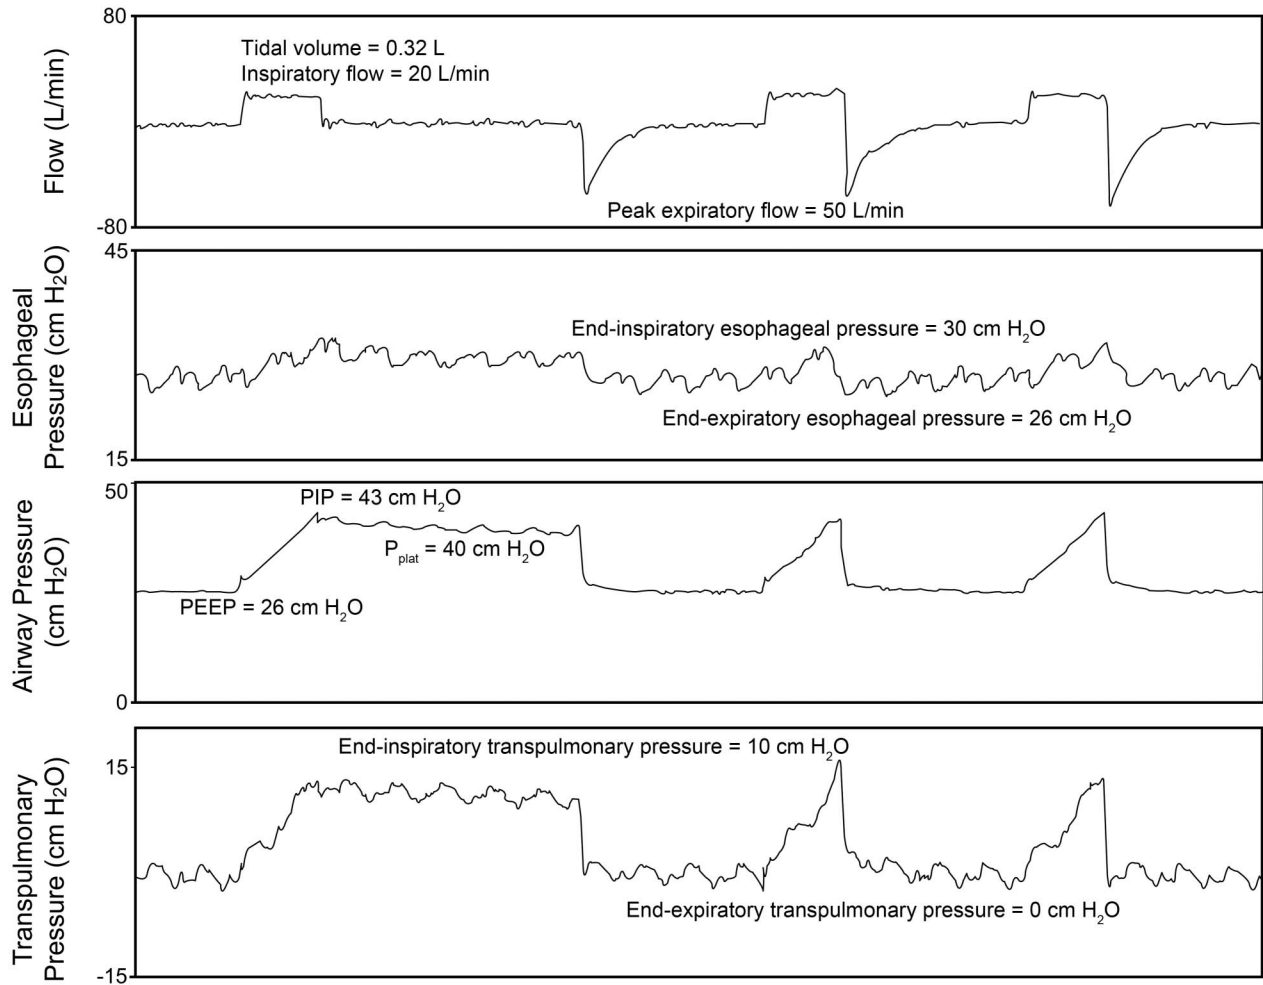 80
Flow (L/min)
Tidal volume = 0.32 L
Inspiratory flow = 20 L/min
Peak expiratory flow = 50 L/min
-80
45
Esophageal
Pressure (cm H₂O)
End-inspiratory esophageal pressure = 30 cm H₂O
End-expiratory esophageal pressure = 26 cm H₂O
15
50
Airway Pressure
(cm H₂O)
PIP = 43 cm H₂O
Pplat = 40 cm H₂O
PEEP = 26 cm H₂O
0
Transpulmonary
Pressure (cm H₂O)
End-inspiratory transpulmonary pressure = 10 cm H₂O
15
End-expiratory transpulmonary pressure = 0 cm H₂O
-15